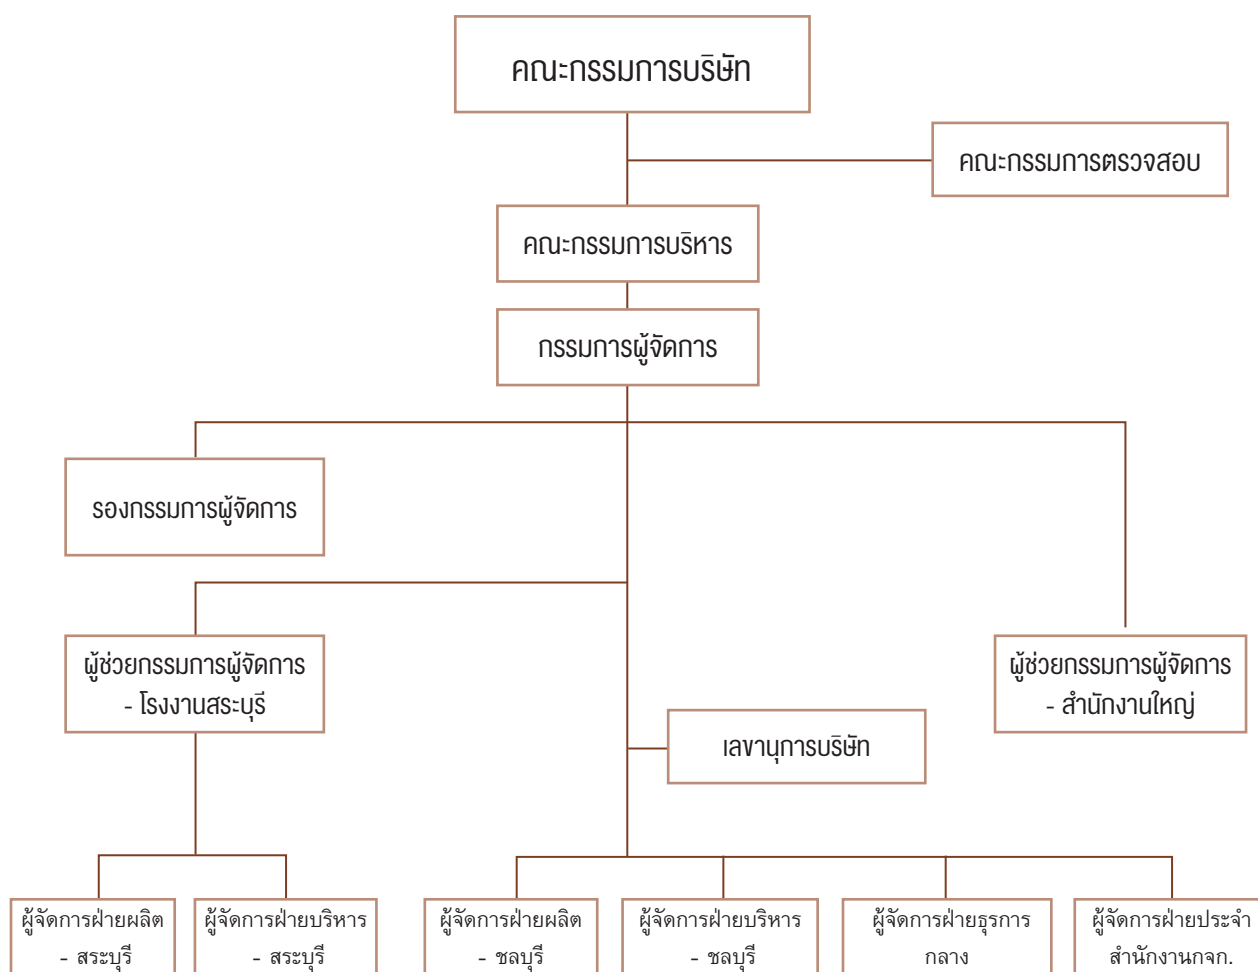 คณะกรรมการบริษัท
คณะกรรมการตรวจสอบ
คณะกรรมการบริหาร
กรรมการผู้จัดการ
รองกรรมการผู้จัดการ
ผู้ช่วยกรรมการผู้จัดการ
- โรงงานสระบุรี
ผู้ช่วยกรรมการผู้จัดการ
- สำนักงานใหญ่
เลขานุการบริษัท
ผู้จัดการฝ่ายผลิต
- สระบุรี
ผู้จัดการฝ่ายบริหาร
- สระบุรี
ผู้จัดการฝ่ายผลิต
- ชลบุรี
ผู้จัดการฝ่ายบริหาร
- ชลบุรี
ผู้จัดการฝ่ายธุรการ
กลาง
ผู้จัดการฝ่ายประจำ
สำนักงานกจก.